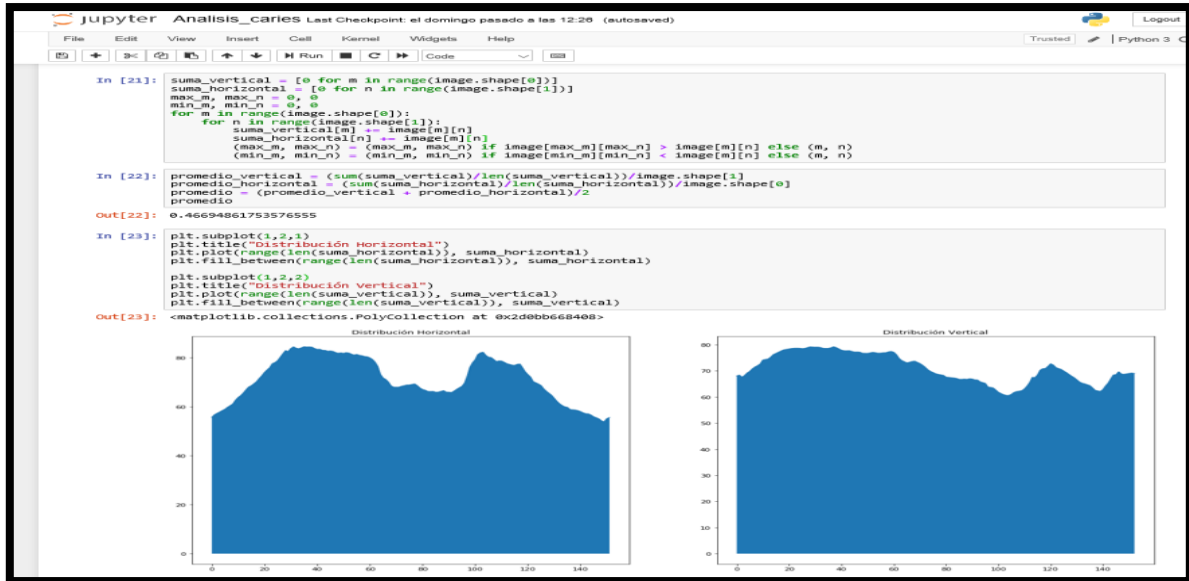 jupyter Analisis_caries Last Checkpoint: el domingo pasado a las 12:28 (autosaved) Logout
File Edit View Insert Cell Kernel Widgets Help Trusted Python 3
Run Code
In [21]: suma_vertical = [0 for m in range(image.shape[0])]
suma_horizontal = [0 for n in range(image.shape[1])]
max_m, max_n = 0, 0
min_m, min_n = 0, 0
for m in range(image.shape[0]):
for n in range(image.shape[1]):
suma_vertical[m] += image[m][n]
suma_horizontal[n] += image[m][n]
(max_m, max_n) = (max_m, max_n) if image[max_m][max_n] > image[m][n] else (m, n)
(min_m, min_n) = (min_m, min_n) if image[min_m][min_n] < image[m][n] else (m, n)
In [22]: promedio_vertical = (sum(suma_vertical)/len(suma_vertical))/image.shape[1]
promedio_horizontal = (sum(suma_horizontal)/len(suma_horizontal))/image.shape[0]
promedio = (promedio_vertical + promedio_horizontal)/2
promedio
Out[22]: 0.46694861753576555
In [23]: plt.subplot(1,2,1)
plt.title("Distribución Horizontal")
plt.plot(range(len(suma_horizontal)), suma_horizontal)
plt.fill_between(range(len(suma_horizontal)), suma_horizontal)
plt.subplot(1,2,2)
plt.title("Distribución Vertical")
plt.plot(range(len(suma_vertical)), suma_vertical)
plt.fill_between(range(len(suma_vertical)), suma_vertical)
Out[23]: <matplotlib.collections.PolyCollection at 0x2d0bb668408>
Distribución Horizontal
80
60
40
20
0
0 20 40 60 80 100 120 140
Distribución Vertical
80
70
60
50
40
30
20
10
0
0 20 40 60 80 100 120 140